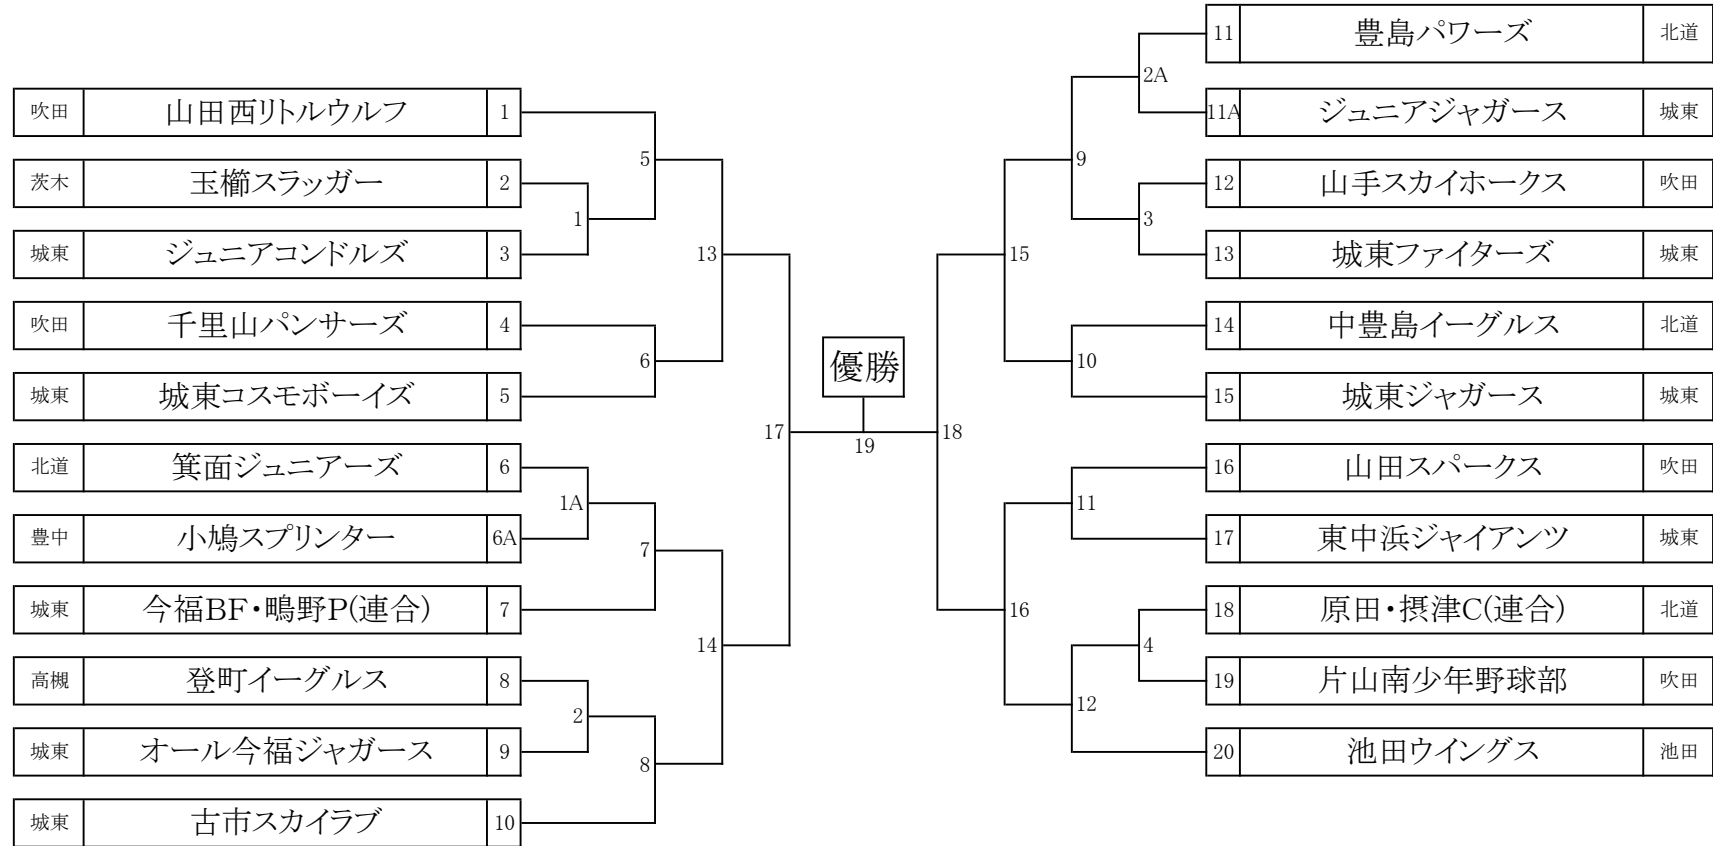 吹田 山田西リトルウルフ 1
茨木 玉櫛スラッガー 2
城東 ジュニアコンドルズ 3
吹田 千里山パンサーズ 4
城東 城東コスモボーイズ 5
北道 箕面ジュニアーズ 6
豊中 小鳩スプリンター 6A
城東 今福BF・鴫野P(連合) 7
高槻 登町イーグルス 8
城東 オール今福ジャガース 9
城東 古市スカイラブ 10
1
1A
2
5
6
7
8
13
14
17
優勝
19
18
15
16
9
10
11
12
2A
3
4
11 豊島パワーズ 北道
11A ジュニアジャガース 城東
12 山手スカイホークス 吹田
13 城東ファイターズ 城東
14 中豊島イーグルス 北道
15 城東ジャガース 城東
16 山田スパークス 吹田
17 東中浜ジャイアンツ 城東
18 原田・摂津C(連合) 北道
19 片山南少年野球部 吹田
20 池田ウイングス 池田